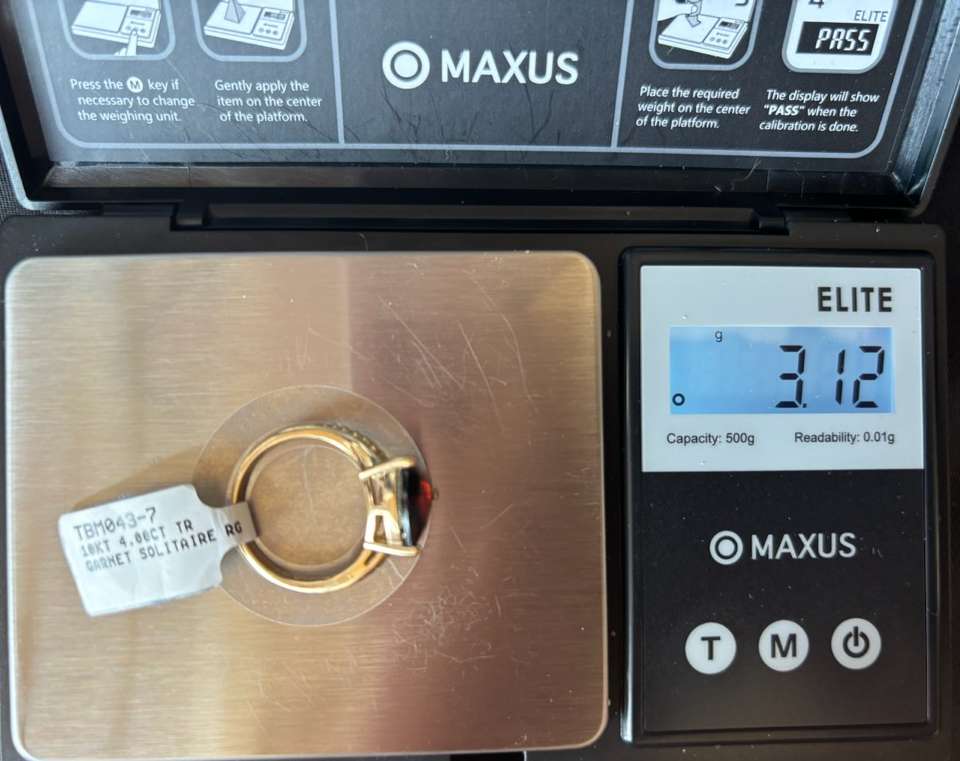 4
ELITE
PASS
Press the M key if
necessary to change
the weighing unit.
Gently apply the
item on the center
of the platform.
MAXUS
Place the required
weight on the center
of the platform.
The display will show
"PASS" when the
calibration is done.
ELITE
g
3.12
Capacity: 500g
Readability: 0.01g
MAXUS
T
M
TBM043-7
10KT 4.00CT TR
GARNET SOLITAIRE RG